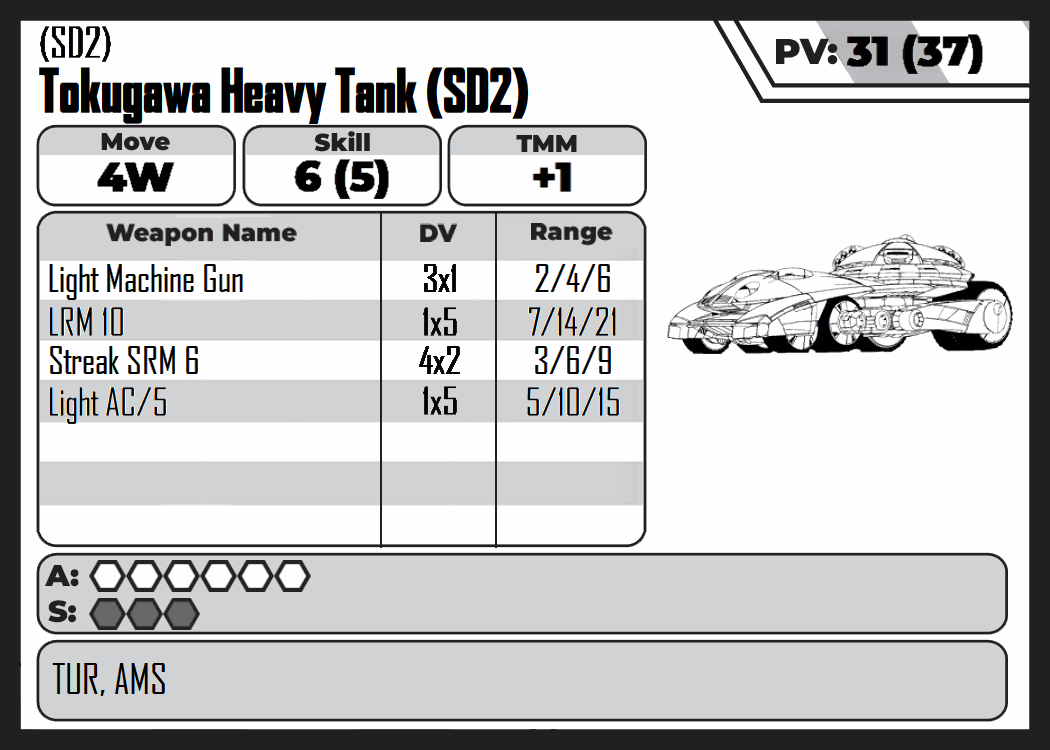 (SD2)
Tokugawa Heavy Tank (SD2)
PV: 31 (37)
Move Skill TMM
4W 6 (5) +1
Weapon Name DV Range
Light Machine Gun 3x1 2/4/6
LRM 10 1x5 7/14/21
Streak SRM 6 4x2 3/6/9
Light AC/5 1x5 5/10/15
A:
S:
TUR, AMS